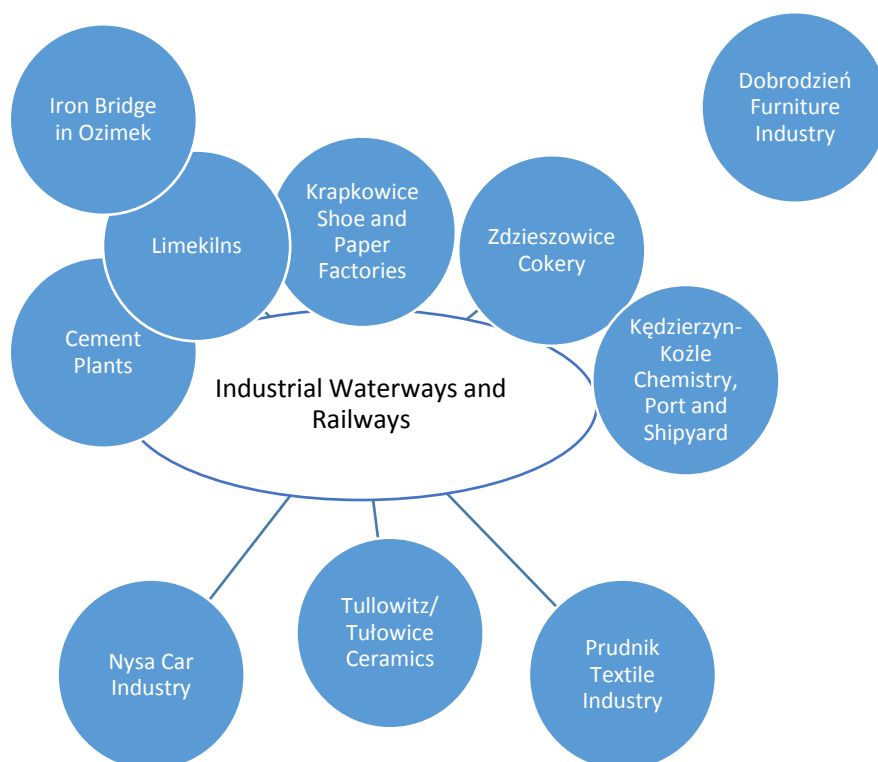 Iron Bridge
in Ozimek
Dobrodzień
Furniture
Industry
Limekilns
Krapkowice
Shoe and
Paper
Factories
Zdzieszowice
Cokery
Cement
Plants
Kędzierzyn-
Koźle
Chemistry,
Port and
Shipyard
Industrial Waterways and
Railways
Nysa Car
Industry
Tullowitz/
Tułowice
Ceramics
Prudnik
Textile
Industry